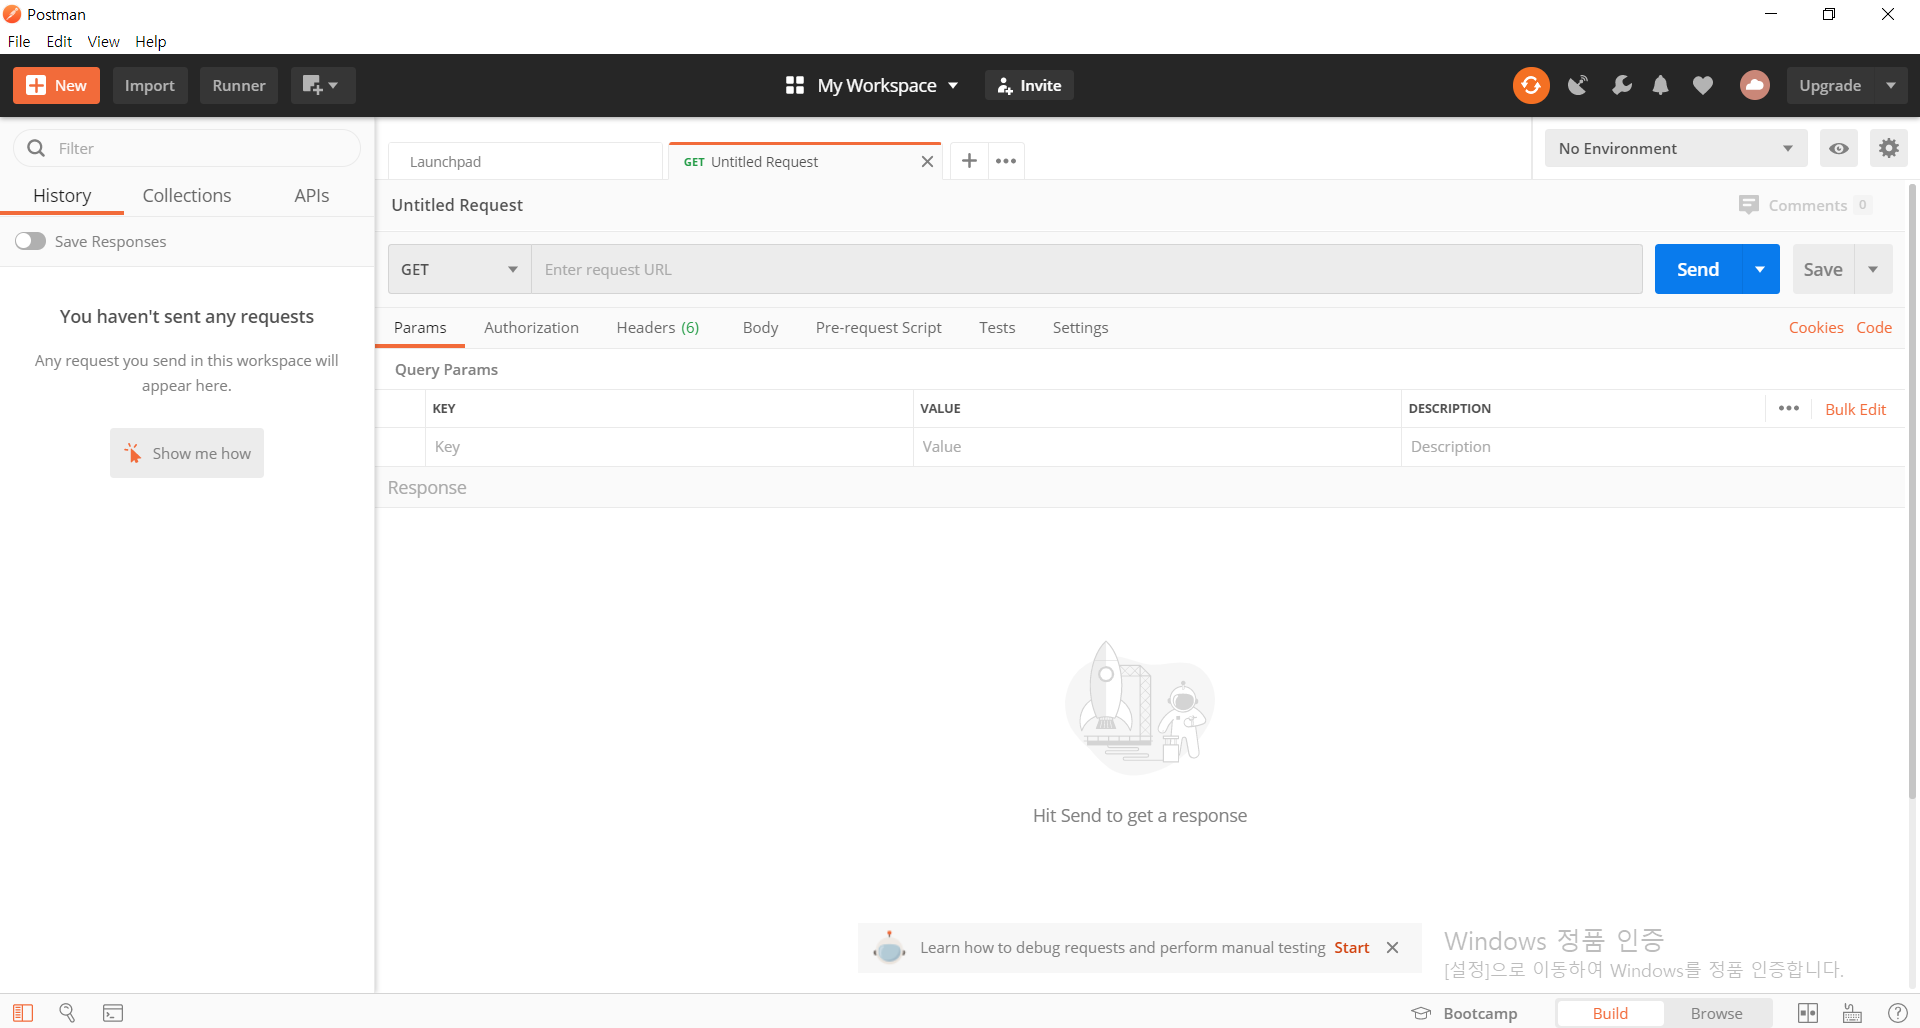 Postman
File Edit View Help
New Import Runner My Workspace Invite Upgrade
Filter
History Collections APIs
Save Responses
You haven't sent any requests
Any request you send in this workspace will
appear here.
Show me how
Launchpad GET Untitled Request No Environment
Untitled Request Comments 0
GET Enter request URL Send Save
Params Authorization Headers (6) Body Pre-request Script Tests Settings Cookies Code
Query Params
KEY VALUE DESCRIPTION Bulk Edit
Key Value Description
Response
Hit Send to get a response
Learn how to debug requests and perform manual testing Start
Windows 정품 인증
[설정]으로 이동하여 Windows를 정품 인증합니다.
Bootcamp Build Browse